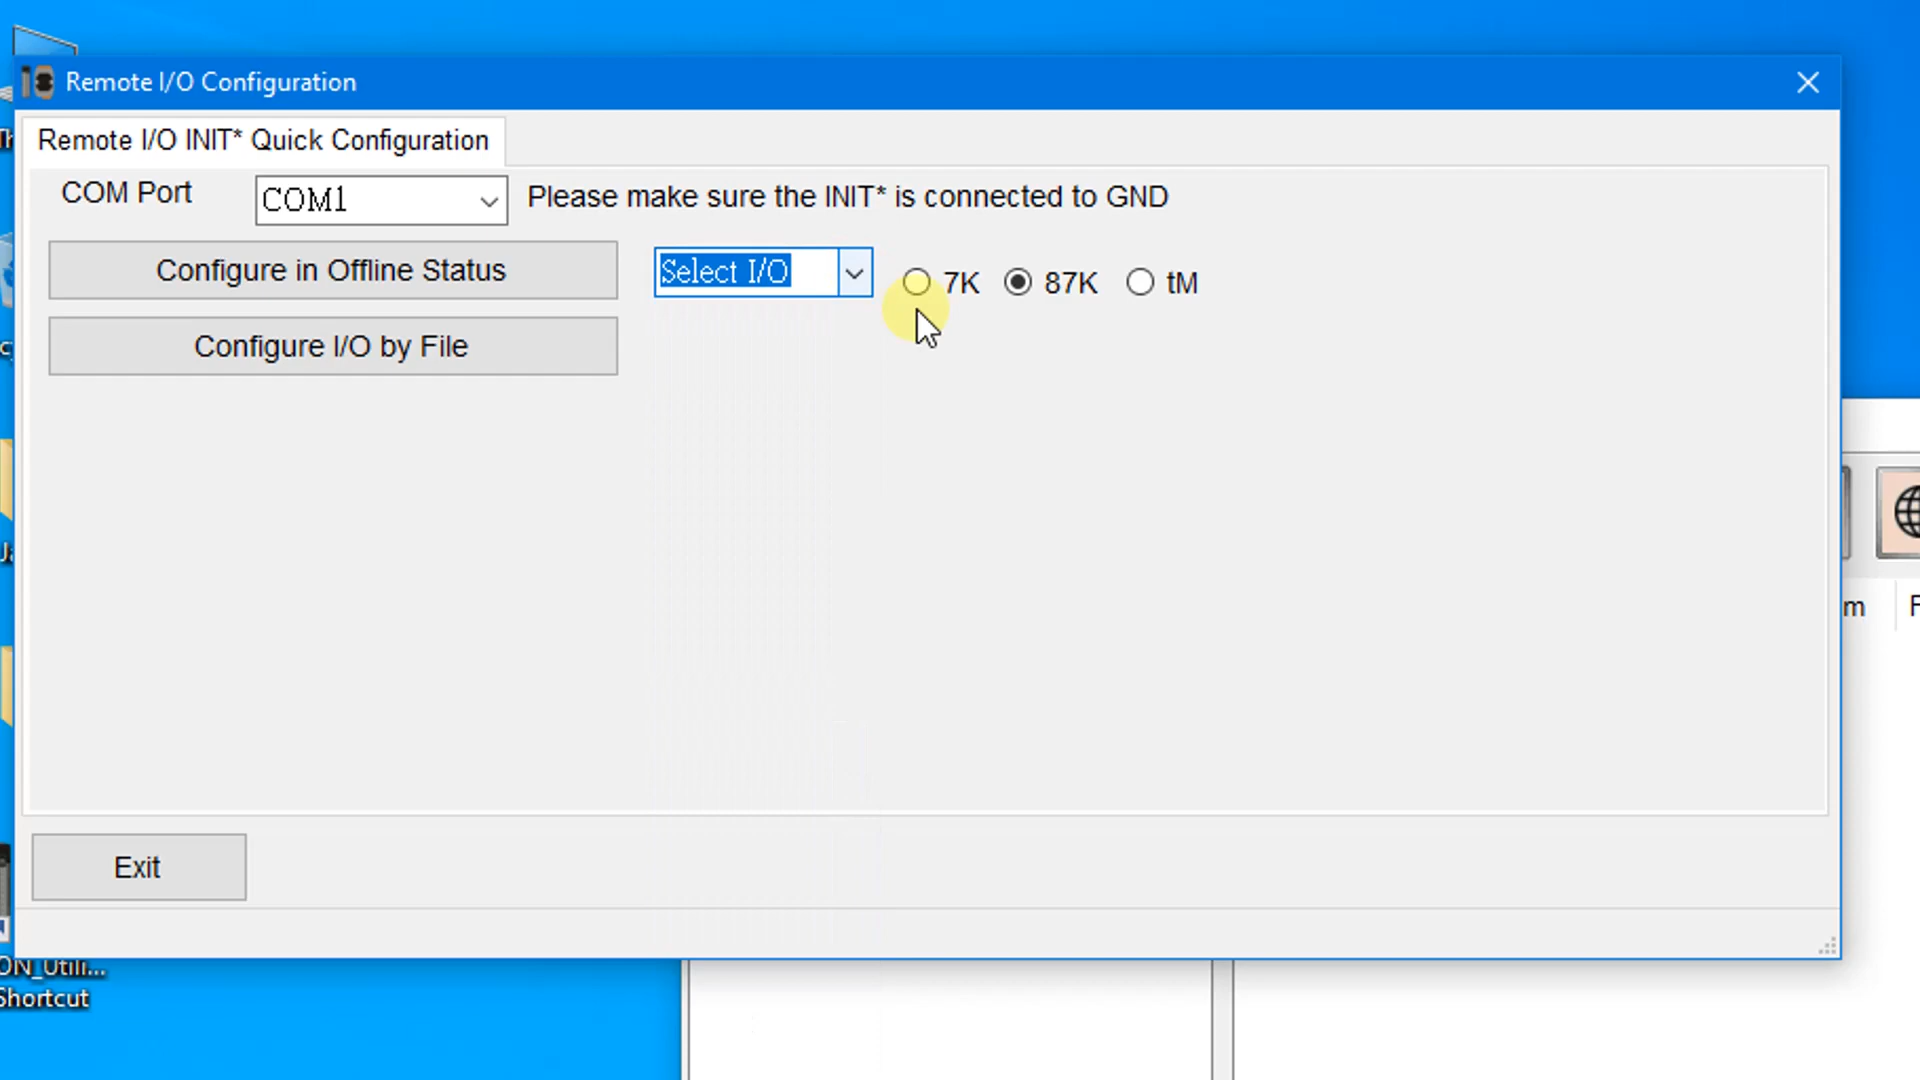 Remote I/O Configuration
Remote I/O INIT* Quick Configuration
COM Port
COM1
Please make sure the INIT* is connected to GND
Configure in Offline Status
Select I/O
7K
87K
tM
Configure I/O by File
m
Exit
ON_Utili...
Shortcut